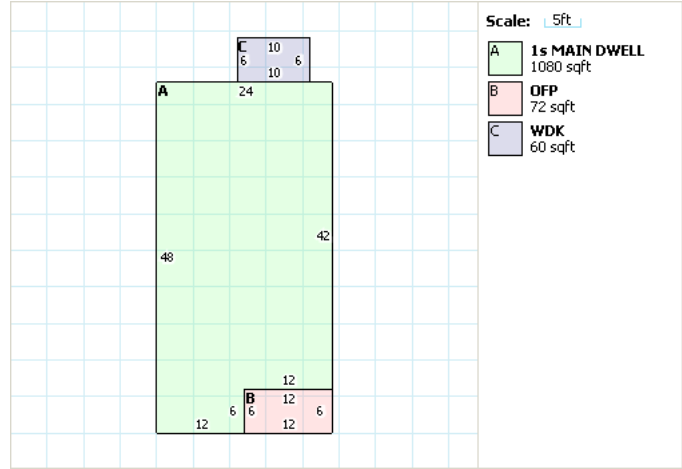 Scale: 5ft
A 1s MAIN DWELL
1080 sqft
B OFP
72 sqft
C WDK
60 sqft
C 10
6 6
10
A 24
42
48
12
B 12
6 6 6
12 12